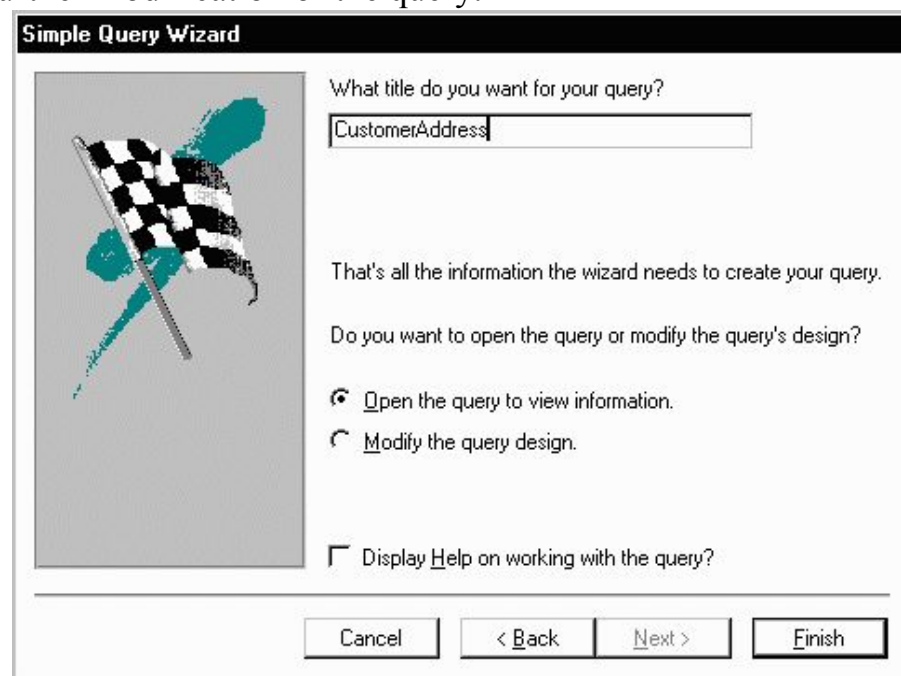 Simple Query Wizard
What title do you want for your query?
CustomerAddress
That's all the information the wizard needs to create your query.
Do you want to open the query or modify the query's design?
Open the query to view information.
Modify the query design.
Display Help on working with the query?
Cancel
< Back
Next >
Finish